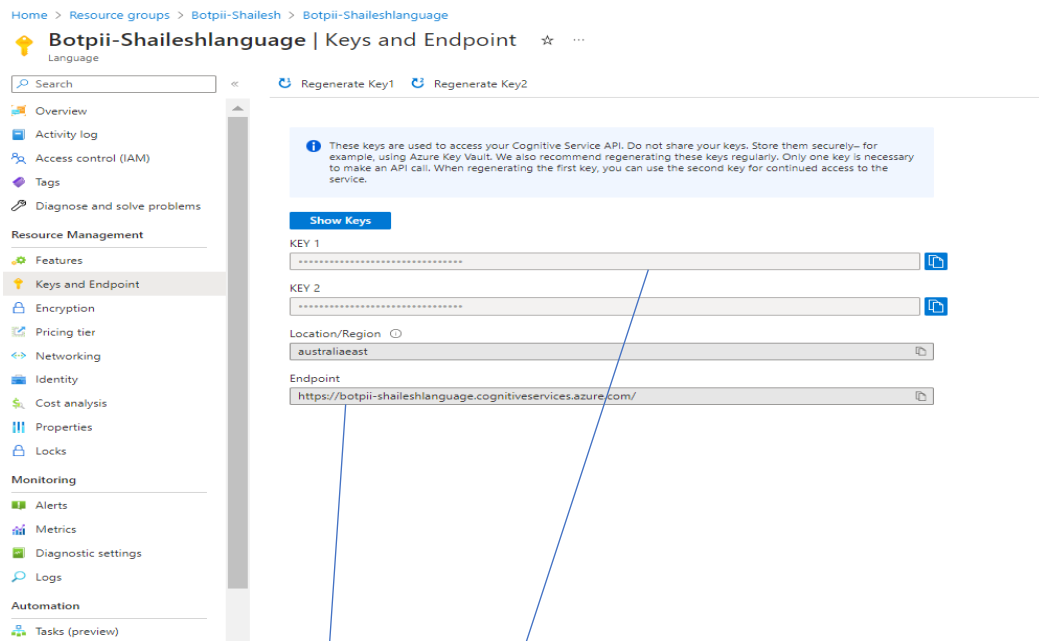 Home > Resource groups > Botpii-Shailesh > Botpii-Shaileshlanguage
Botpii-Shaileshlanguage | Keys and Endpoint
Language
Search
Regenerate Key1 Regenerate Key2
Overview
Activity log
Access control (IAM)
Tags
Diagnose and solve problems
Resource Management
Features
Keys and Endpoint
Encryption
Pricing tier
Networking
Identity
Cost analysis
Properties
Locks
Monitoring
Alerts
Metrics
Diagnostic settings
Logs
Automation
Tasks (preview)
These keys are used to access your Cognitive Service API. Do not share your keys. Store them securely– for
example, using Azure Key Vault. We also recommend regenerating these keys regularly. Only one key is necessary
to make an API call. When regenerating the first key, you can use the second key for continued access to the
service.
Show Keys
KEY 1
KEY 2
Location/Region
australiaeast
Endpoint
https://botpii-shaileshlanguage.cognitiveservices.azure.com/